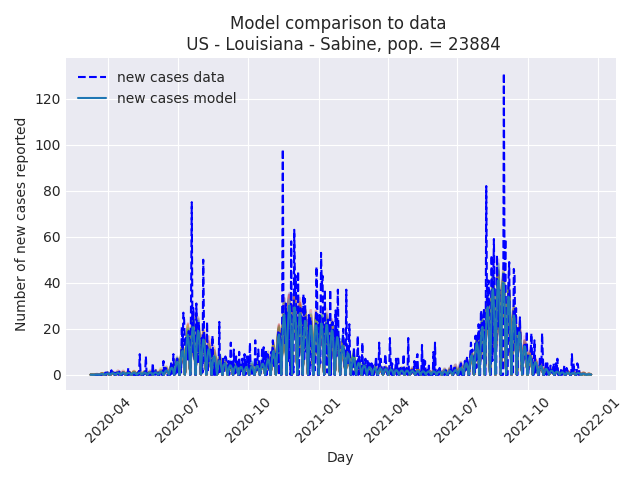 Model comparison to data
US - Louisiana - Sabine, pop. = 23884
new cases data
new cases model
Number of new cases reported
120
100
80
60
40
20
0
2020-04
2020-07
2020-10
2021-01
2021-04
2021-07
2021-10
2022-01
Day